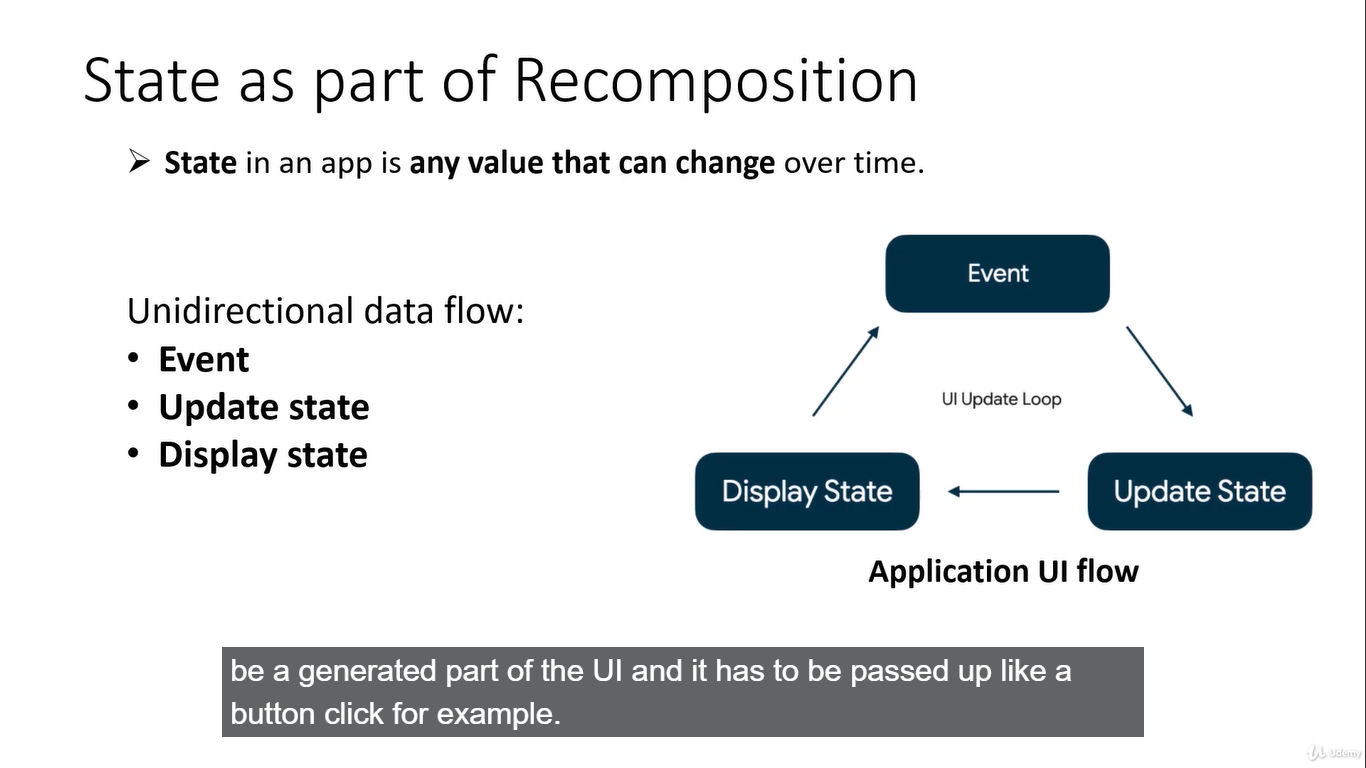 State as part of Recomposition
➢ State in an app is any value that can change over time.
Unidirectional data flow:
• Event
• Update state
• Display state
Event
UI Update Loop
Display State
Update State
Application UI flow
be a generated part of the UI and it has to be passed up like a
button click for example.
Udemy